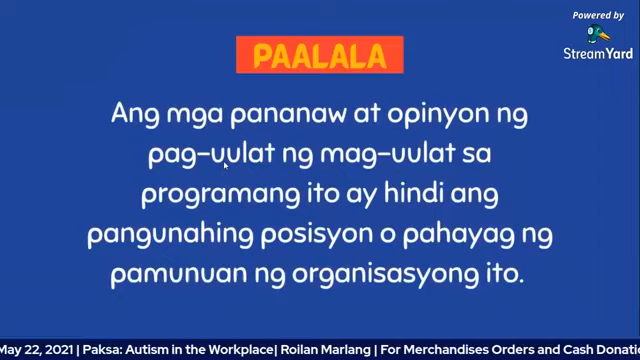 Powered by
StreamYard
PAALALA
Ang mga pananaw at opinyon ng
pag-uulat ng mag-uulat sa
programang ito ay hindi ang
pangunahing posisyon o pahayag ng
pamunuan ng organisasyong ito.
May 22, 2021 | Paksa: Autism in the Workplace| Roilan Marlang | For Merchandises Orders and Cash Donatio